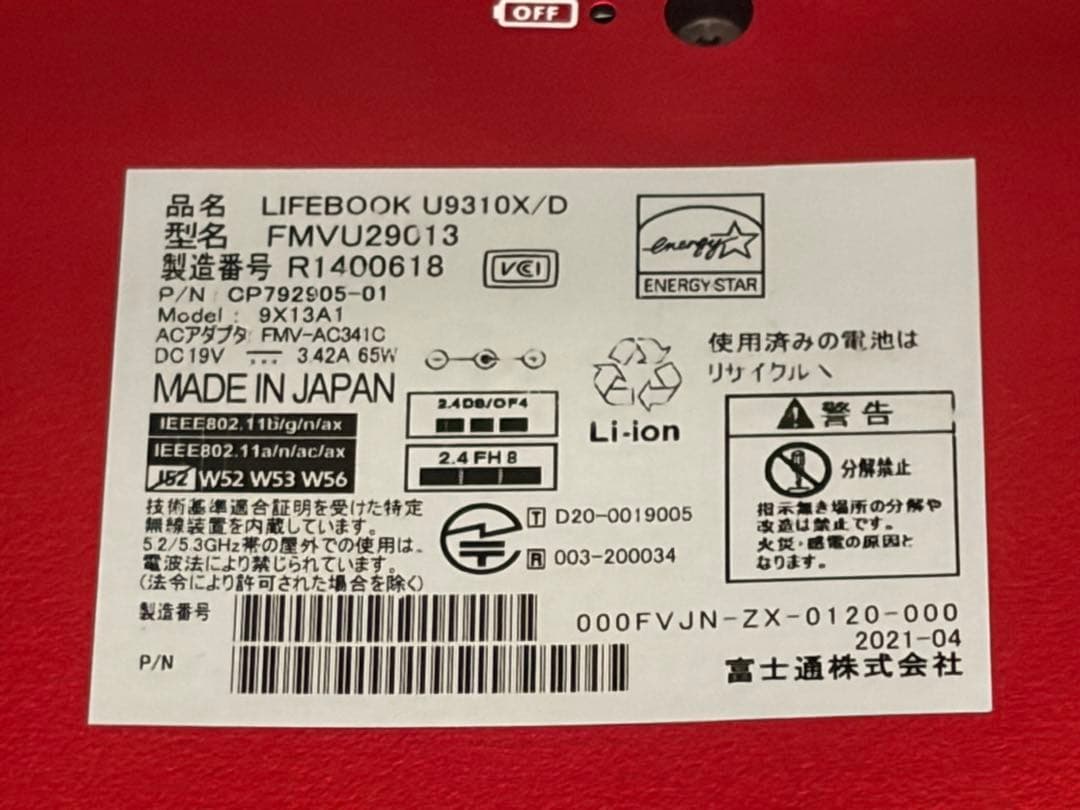 OFF
品名 LIFEBOOK U9310X/D
型名 FMVU29013
製造番号 R1400618
VCCI
P/N : CP792905-01
Model : 9X13A1
ACアダプタ FMV-AC341C
DC19V 3.42A 65W
MADE IN JAPAN
energy
ENERGY STAR
使用済みの電池は
リサイクルへ
Li-ion
IEEE802.11b/g/n/ax
IEEE802.11a/n/ac/ax
J52 W52 W53 W56
2.4DS/OF4
2.4FH8
警告
分解禁止
指示無き場所の分解や
改造は禁止です。
火災・感電の原因と
なります。
技術基準適合証明を受けた特定
無線装置を内蔵しています。
5.2/5.3GHz帯の屋外での使用は、
電波法により禁じられています。
(法令により許可された場合を除く)
T D20-0019005
R 003-200034
製造番号
P/N
000FVJN-ZX-0120-000
2021-04
富士通株式会社